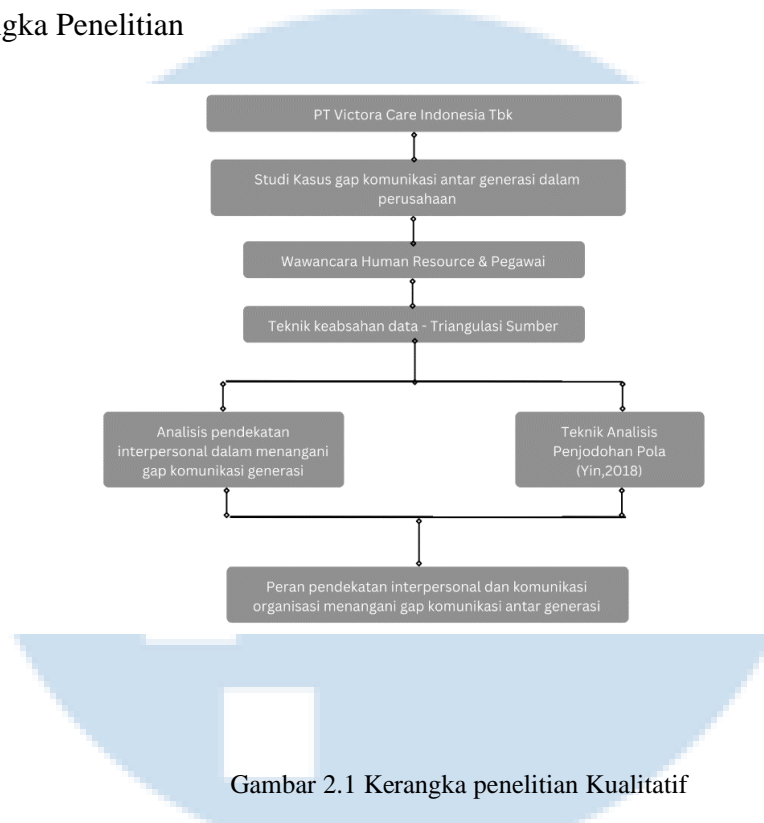 gka Penelitian
PT Victora Care Indonesia Tbk
Studi Kasus gap komunikasi antar generasi dalam
perusahaan
Wawancara Human Resource & Pegawai
Teknik keabsahan data - Triangulasi Sumber
Analisis pendekatan
interpersonal dalam menangani
gap komunikasi generasi
Teknik Analisis
Penjodohan Pola
(Yin,2018)
Peran pendekatan interpersonal dan komunikasi
organisasi menangani gap komunikasi antar generasi
Gambar 2.1 Kerangka penelitian Kualitatif